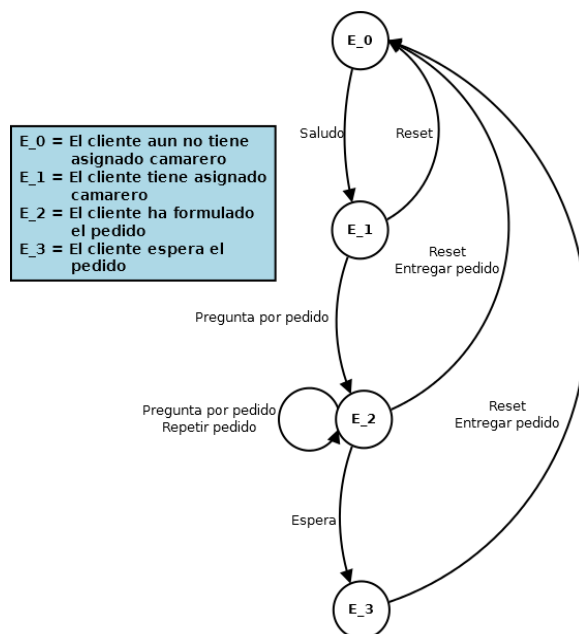 E_0
E_0 = El cliente aun no tiene
asignado camarero
E_1 = El cliente tiene asignado
camarero
E_2 = El cliente ha formulado
el pedido
E_3 = El cliente espera el
pedido
Saludo
Reset
E_1
Reset
Entregar pedido
Pregunta por pedido
Pregunta por pedido
Repetir pedido
E_2
Reset
Entregar pedido
Espera
E_3